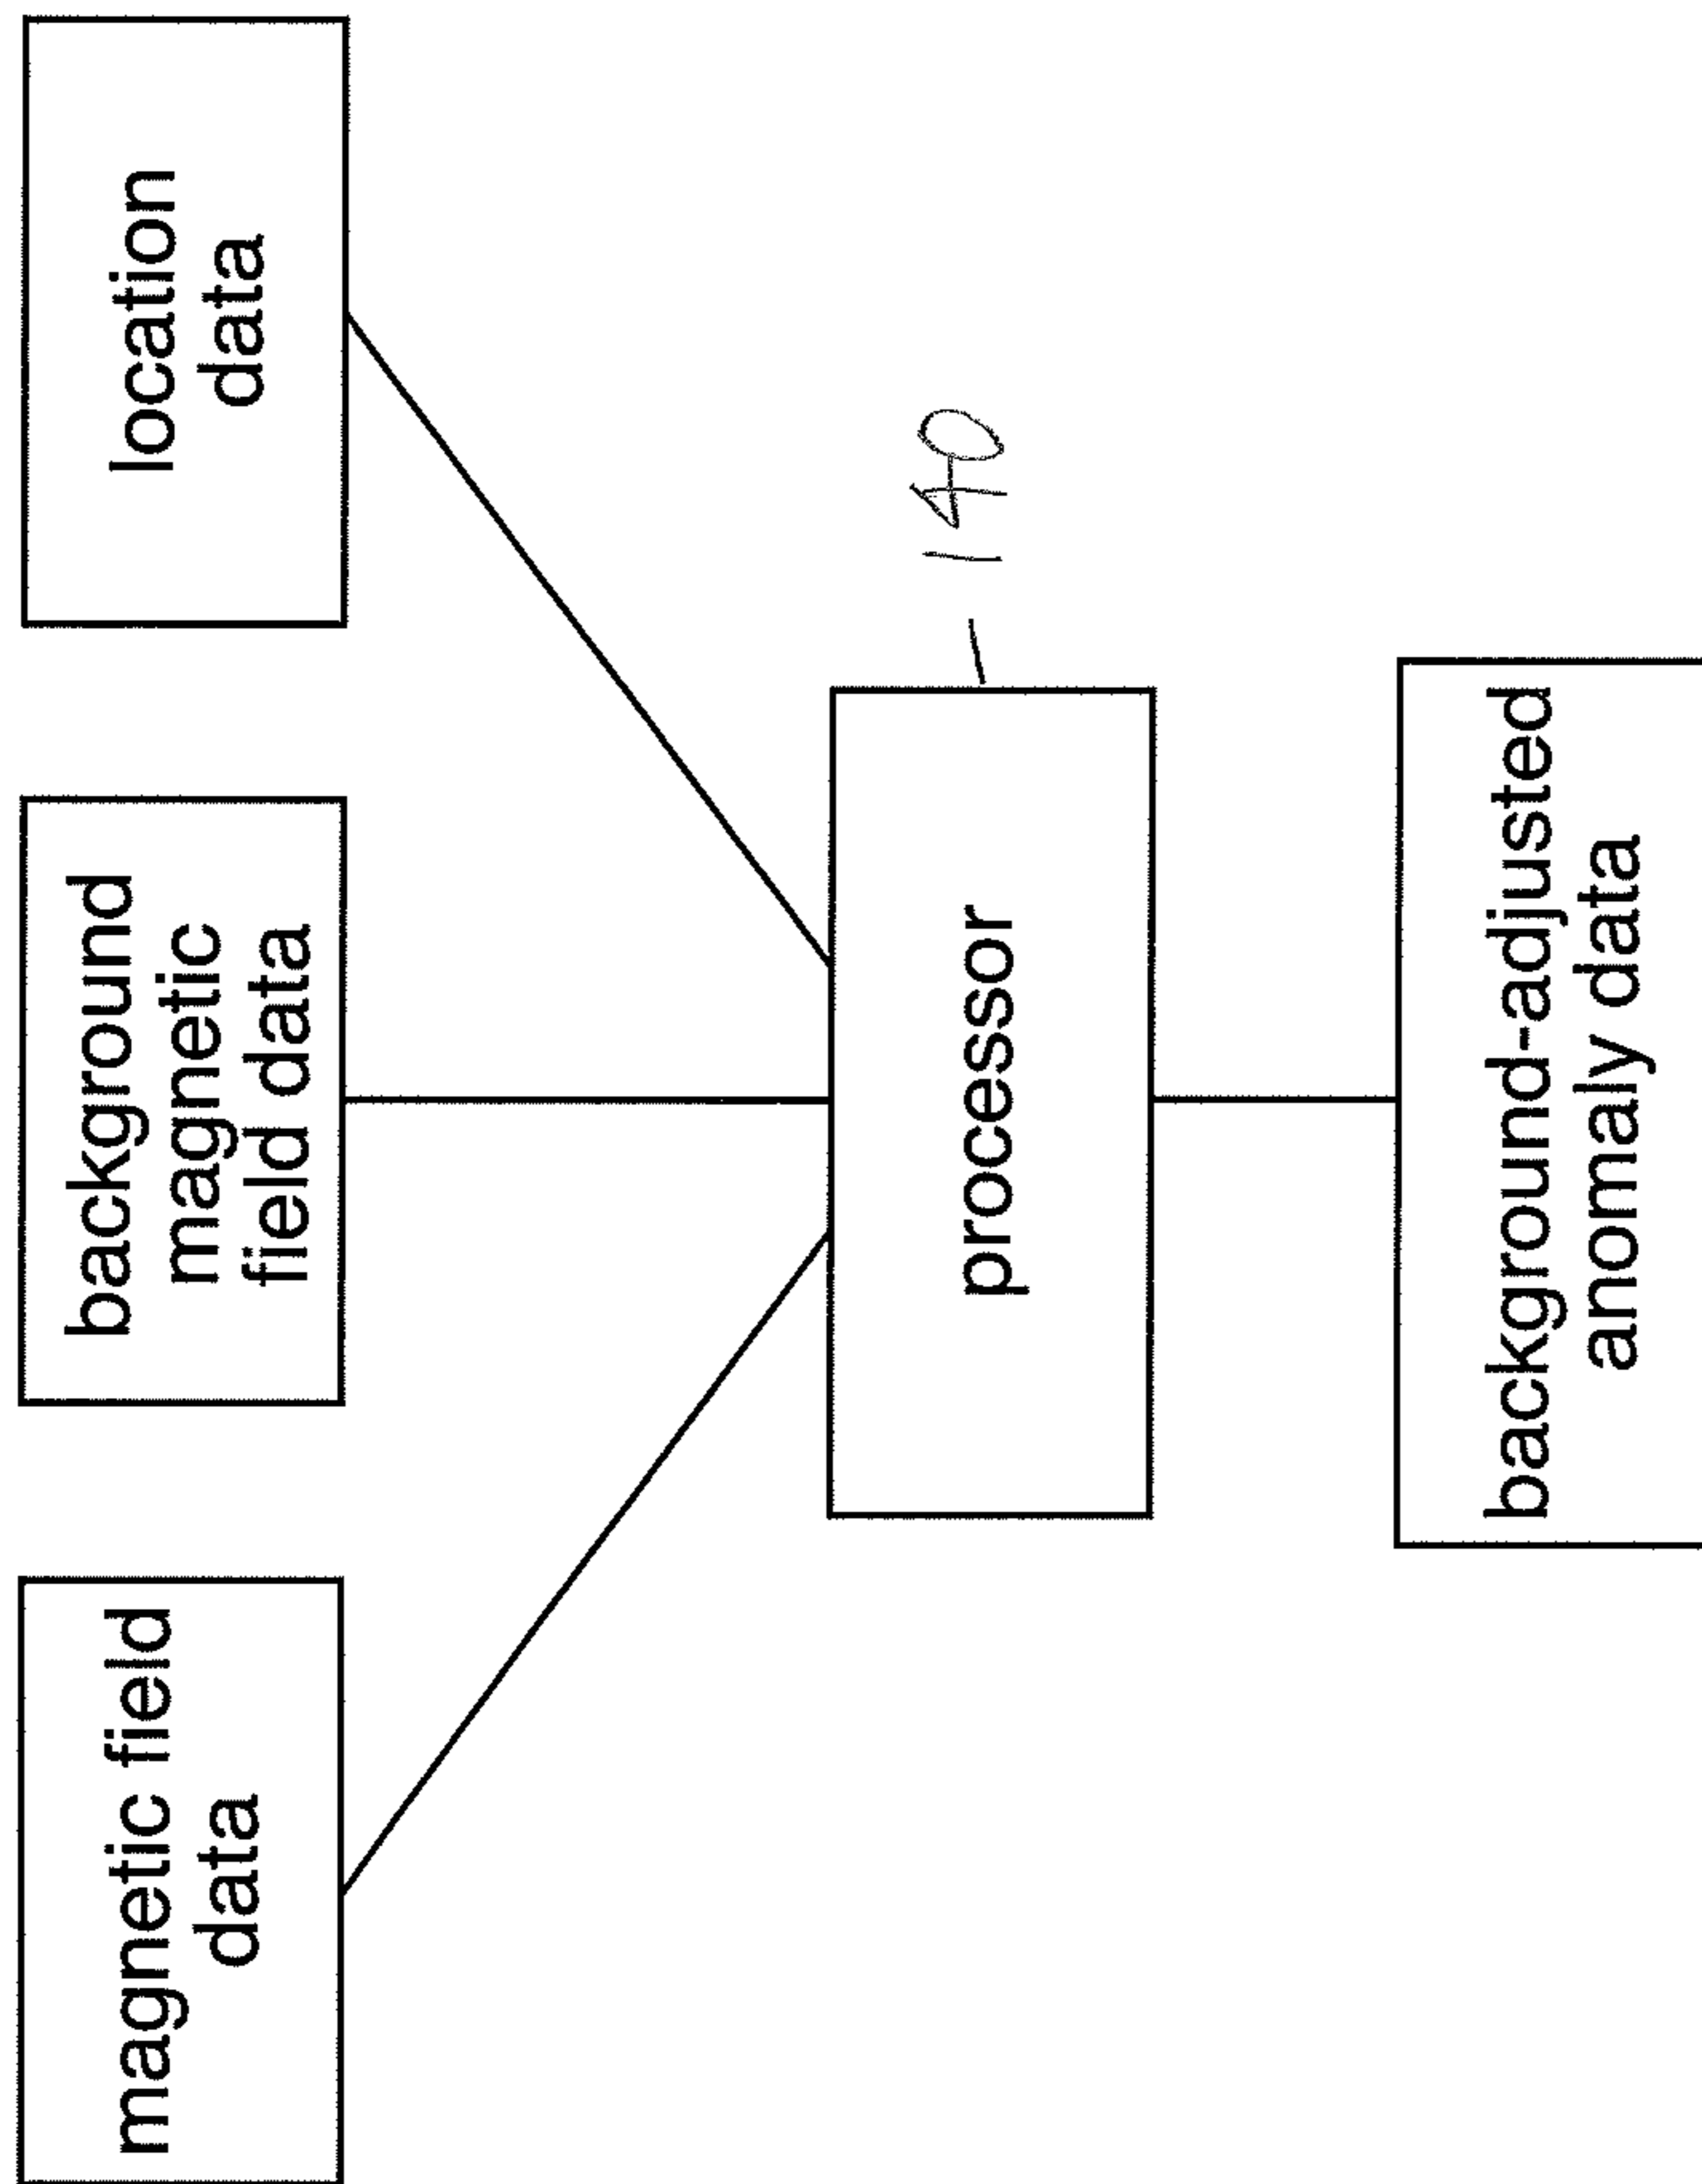 magnetic field
data
background
magnetic
field data
location
data
processor
140
background-adjusted
anomaly data